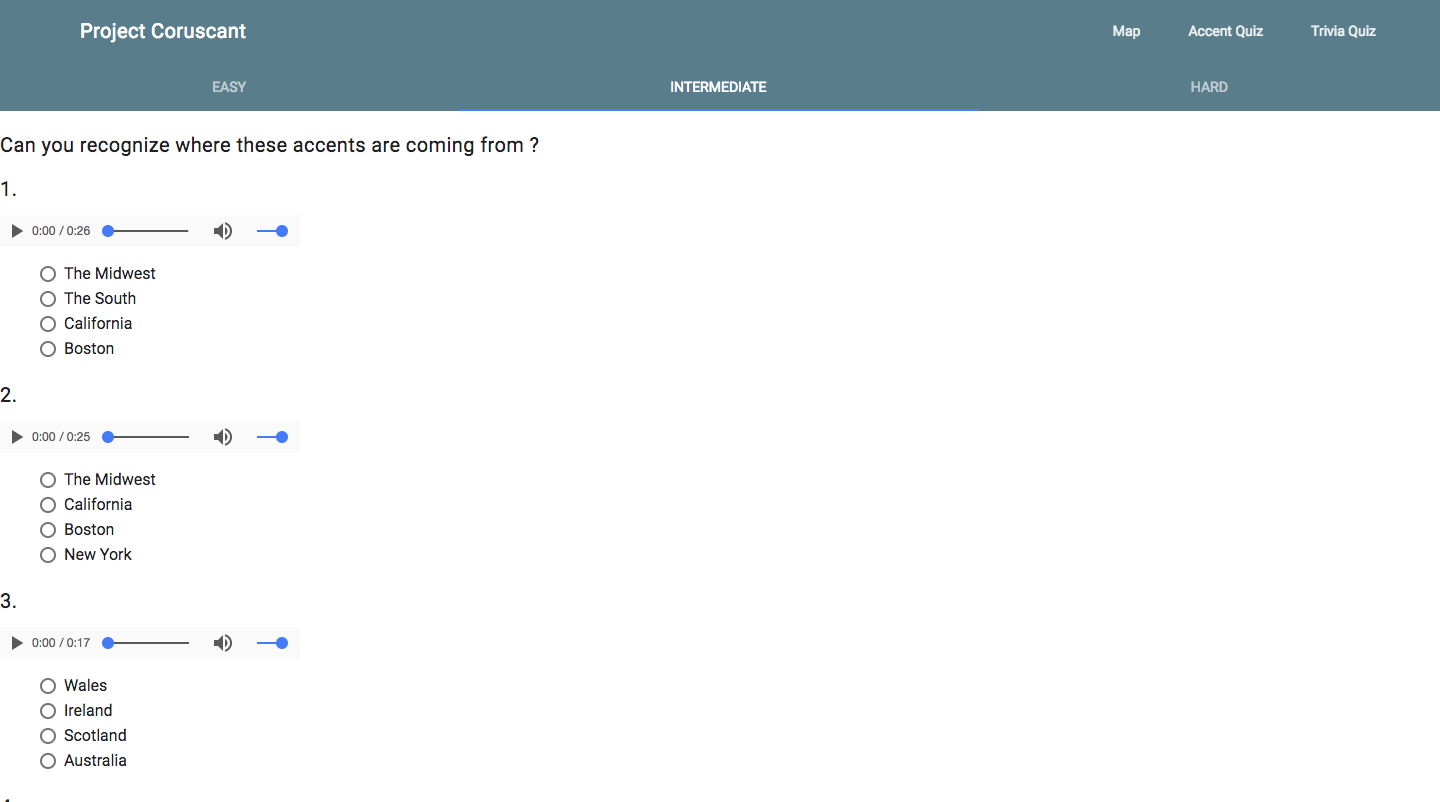 Project Coruscant
Map Accent Quiz Trivia Quiz
EASY INTERMEDIATE HARD
Can you recognize where these accents are coming from ?
1.
0:00 / 0:26
The Midwest
The South
California
Boston
2.
0:00 / 0:25
The Midwest
California
Boston
New York
3.
0:00 / 0:17
Wales
Ireland
Scotland
Australia